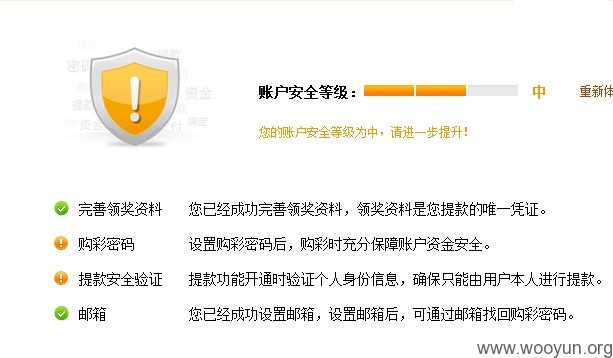 密码 提款
资金
资金 支付 绑定
账户安全等级： 中 重新体
您的账户安全等级为中，请进一步提升！
完善领奖资料 您已经成功完善领奖资料，领奖资料是您提款的唯一凭证。
购彩密码 设置购彩密码后，购彩时充分保障账户资金安全。
提款安全验证 提款功能开通时验证个人身份信息，确保只能由用户本人进行提款。
邮箱 您已经成功设置邮箱，设置邮箱后，可通过邮箱找回购彩密码。
www.wooyun.org